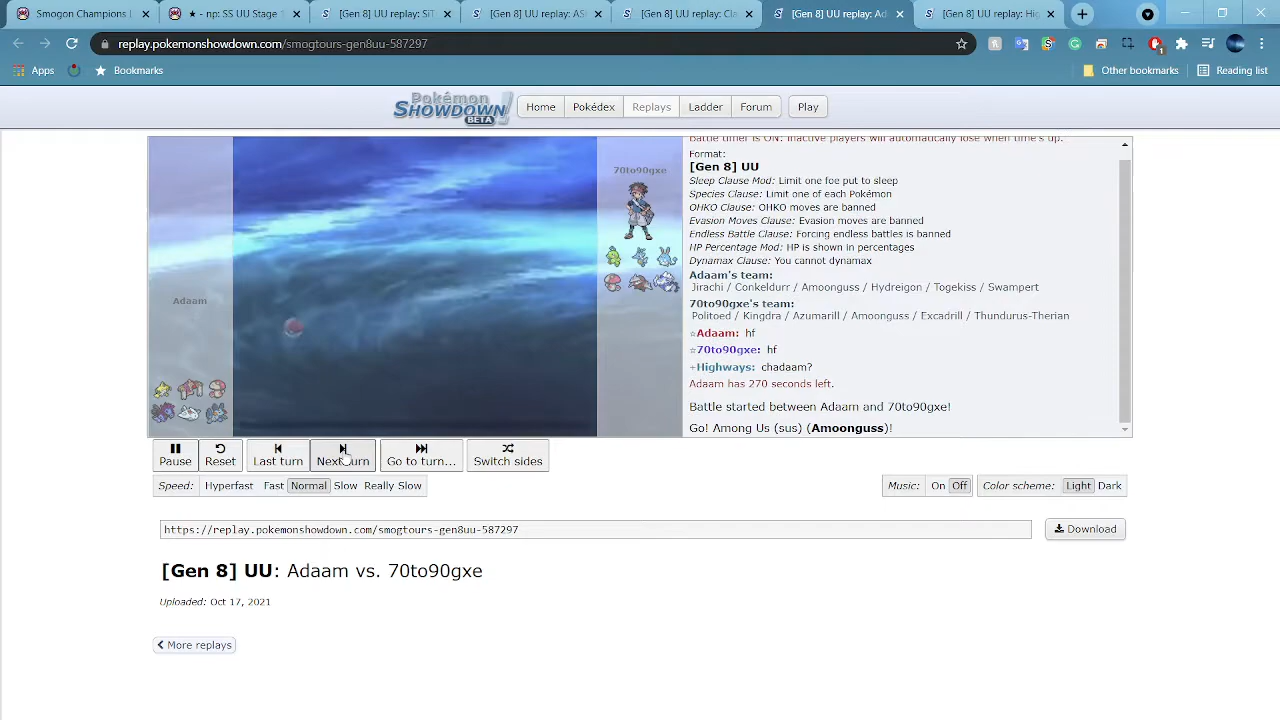 Smogon Champions L
★ - np: SS UU Stage 1
[Gen 8] UU replay: SiT
[Gen 8] UU replay: AS
[Gen 8] UU replay: Cla
[Gen 8] UU replay: Ad
[Gen 8] UU replay: Hig
replay.pokemonshowdown.com/smogtours-gen8uu-587297
Apps
Bookmarks
Other bookmarks
Reading list
Pokémon
SHOWDOWN!
BETA
Home
Pokédex
Replays
Ladder
Forum
Play
Battle timer is ON: inactive players will automatically lose when time's up.
Format:
[Gen 8] UU
Sleep Clause Mod: Limit one foe put to sleep
Species Clause: Limit one of each Pokémon
OHKO Clause: OHKO moves are banned
Evasion Moves Clause: Evasion moves are banned
Endless Battle Clause: Forcing endless battles is banned
HP Percentage Mod: HP is shown in percentages
Dynamax Clause: You cannot dynamax
Adaam's team:
Jirachi / Conkeldurr / Amoonguss / Hydreigon / Togekiss / Swampert
70to90gxe's team:
Politoed / Kingdra / Azumarill / Amoonguss / Excadrill / Thundurus-Therian
☆Adaam: hf
☆70to90gxe: hf
+Highways: chadaam?
Adaam has 270 seconds left.
Battle started between Adaam and 70to90gxe!
Go! Among Us (sus) (Amoonguss)!
70to90gxe
Adaam
Pause
Reset
Last turn
Next turn
Go to turn...
Switch sides
Speed: Hyperfast Fast Normal Slow Really Slow
Music: On Off
Color scheme: Light Dark
https://replay.pokemonshowdown.com/smogtours-gen8uu-587297
Download
[Gen 8] UU: Adaam vs. 70to90gxe
Uploaded: Oct 17, 2021
More replays